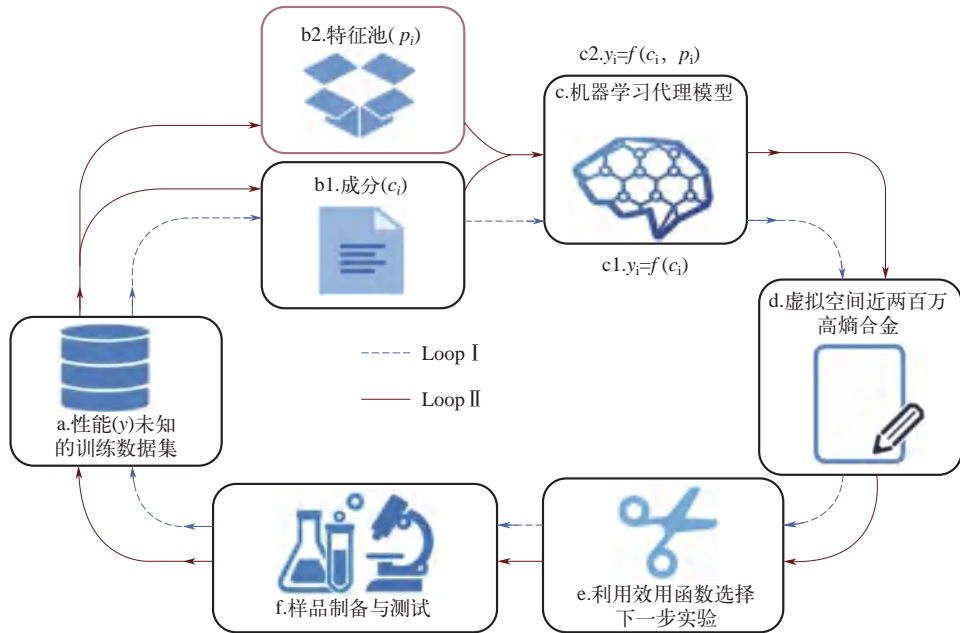 b2.特征池(pi)
c2.yi=f(ci, pi)
c.机器学习代理模型
b1.成分(ci)
c1.yi=f(ci)
d.虚拟空间近两百万
高熵合金
Loop Ⅰ
Loop Ⅱ
a.性能(y)未知
的训练数据集
e.利用效用函数选择
下一步实验
f.样品制备与测试